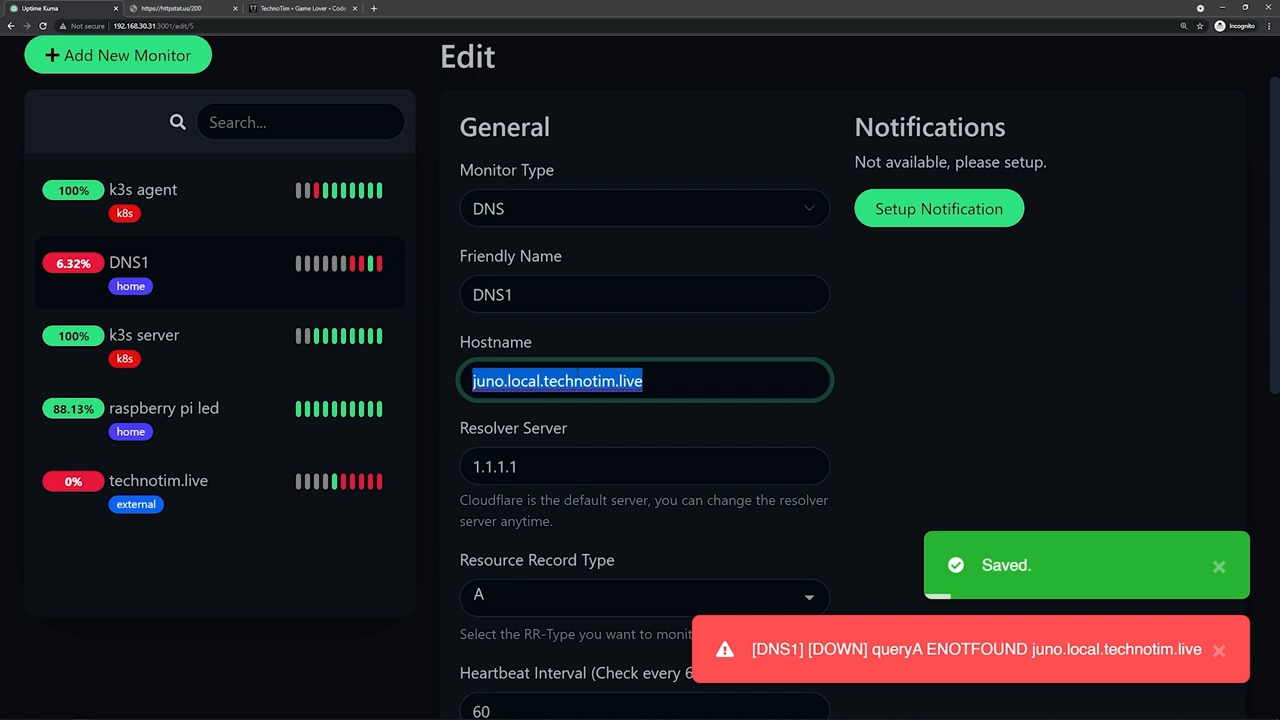 Uptime Kuma
https://httpstat.us/200
TechnoTim • Game Lover • Code
Not secure
192.168.30.31:3001/edit/5
Incognito
Add New Monitor
Search...
100%
k3s agent
k8s
6.32%
DNS1
home
100%
k3s server
k8s
88.13%
raspberry pi led
home
0%
technotim.live
external
Edit
General
Monitor Type
DNS
Friendly Name
DNS1
Hostname
juno.local.technotim.live
Resolver Server
1.1.1.1
Cloudflare is the default server, you can change the resolver
server anytime.
Resource Record Type
A
Select the RR-Type you want to monit
Heartbeat Interval (Check every 6
60
Notifications
Not available, please setup.
Setup Notification
Saved.
[DNS1] [DOWN] queryA ENOTFOUND juno.local.technotim.live